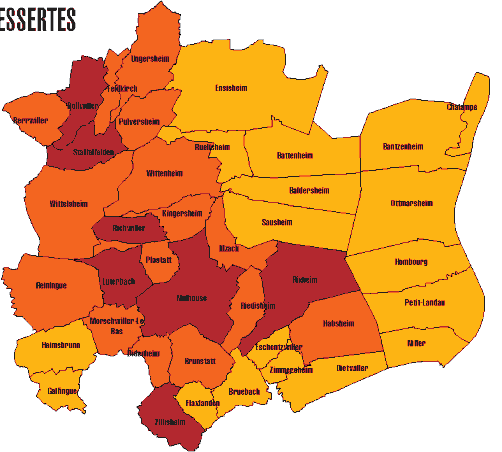 ESSERTES
Ungersheim
Ensisheim
Feldkirch
Bollwiller
Chalampe
Berrwiller
Pulversheim
Ruelisheim
Bantzenheim
Staffelfelden
Battenheim
Wittenheim
Baldersheim
Wittelsheim
Ottmarsheim
Kingersheim
Sausheim
Richwiller
Illzach
Pfastatt
Hombourg
Lutterbach
Rixheim
Reiningue
Mulhouse
Riedisheim
Petit-Landau
Morschwiller-Le
Bas
Habsheim
Heimsbrunn
Niffer
Eschentzwiller
Didenheim
Brunstatt
Zimmersheim
Dietwiller
Galfingue
Bruebach
Flaxlanden
Zillisheim